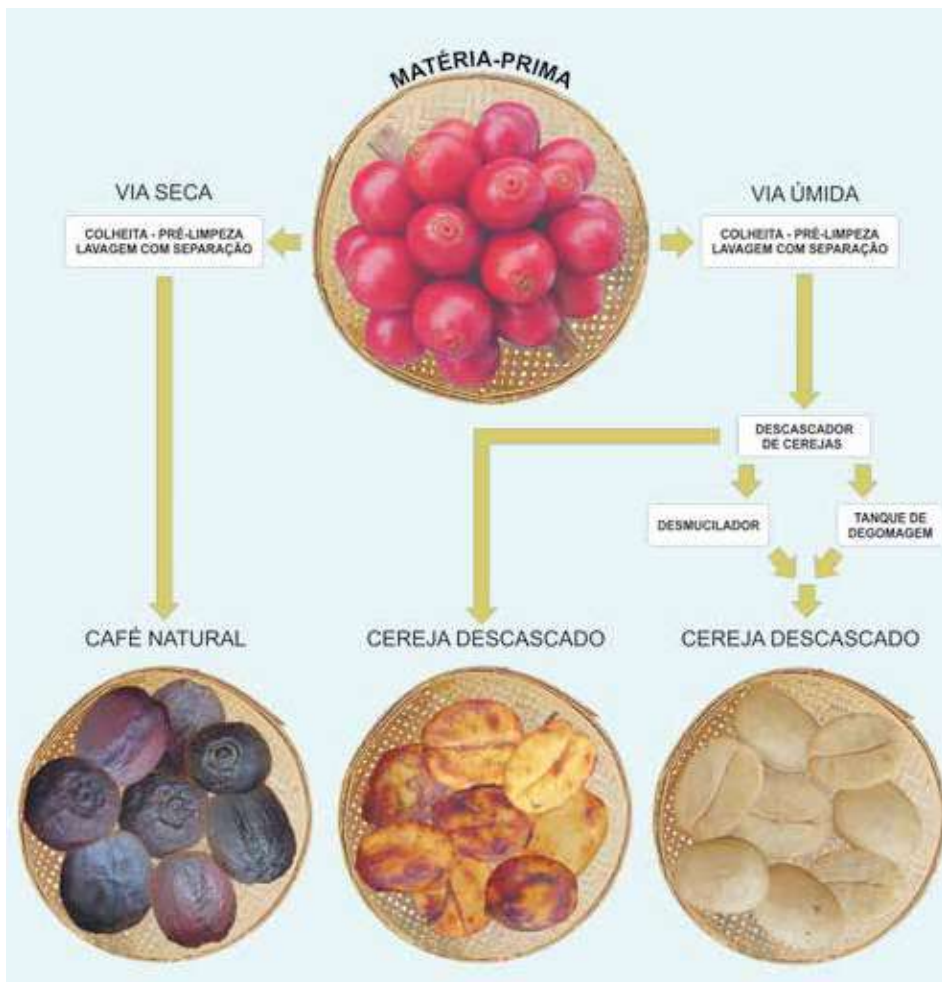 MATÉRIA-PRIMA
VIA SECA
COLHEITA - PRÉ-LIMPEZA
LAVAGEM COM SEPARAÇÃO
VIA ÚMIDA
COLHEITA - PRÉ-LIMPEZA
LAVAGEM COM SEPARAÇÃO
DESCASCADOR
DE CEREJAS
DESMUCILADOR
TANQUE DE
DEGOMAGEM
CAFÉ NATURAL
CEREJA DESCASCADO
CEREJA DESCASCADO